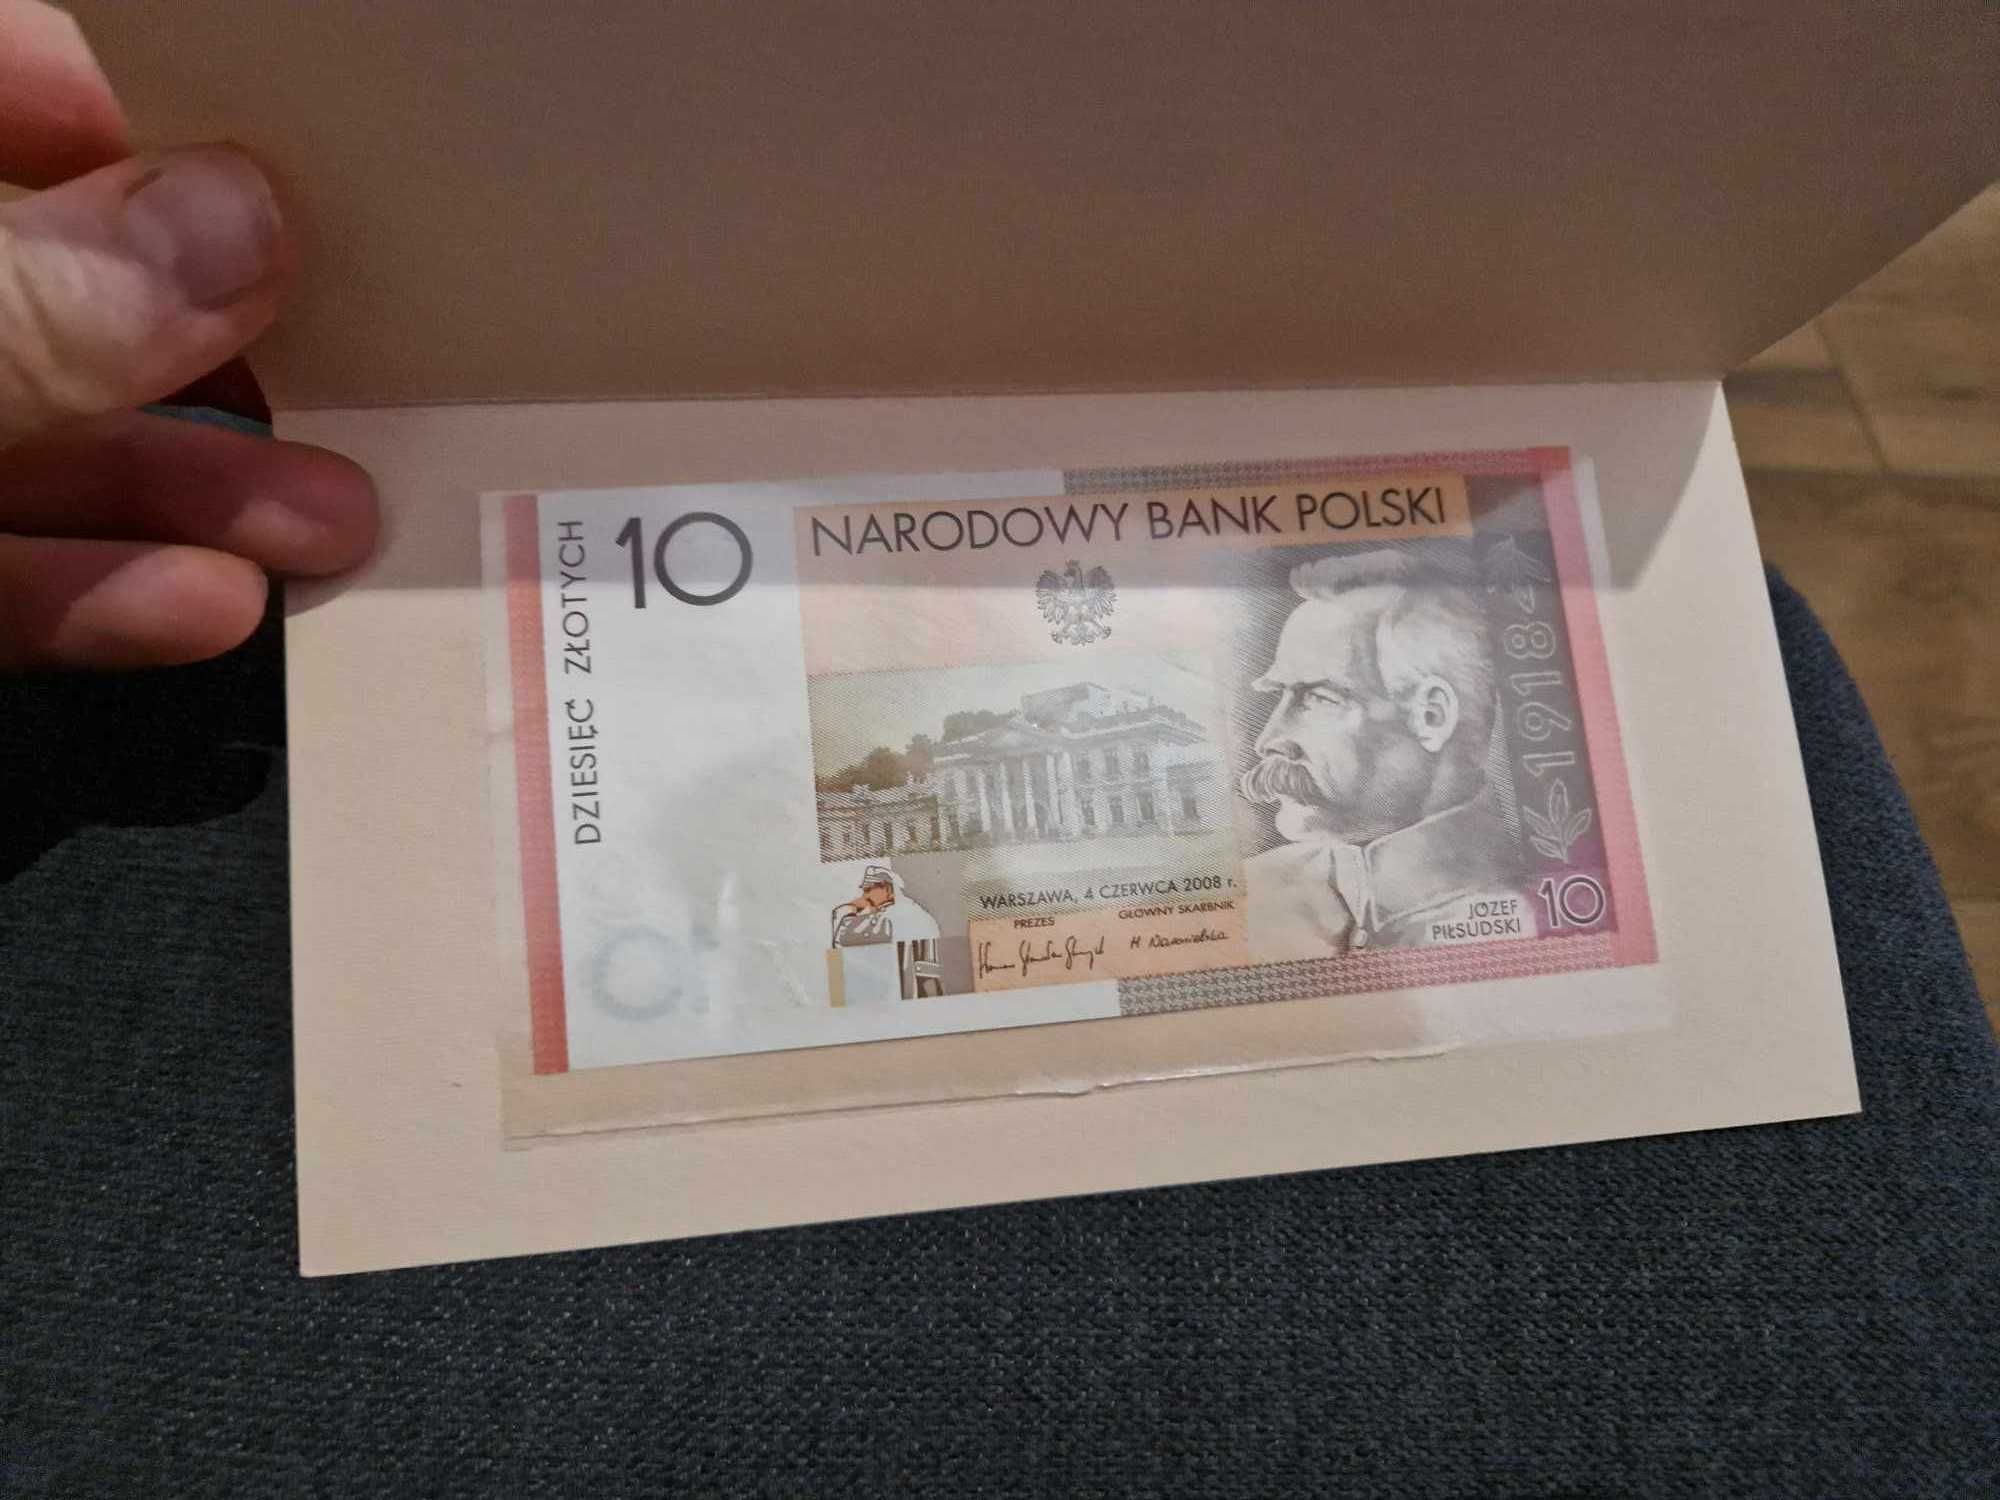 DZIESIĘĆ ZŁOTYCH
10
NARODOWY BANK POLSKI
1918
WARSZAWA, 4 CZERWCA 2008 r.
PREZES
GŁÓWNY SKARBNIK
JÓZEF
PIŁSUDSKI
10